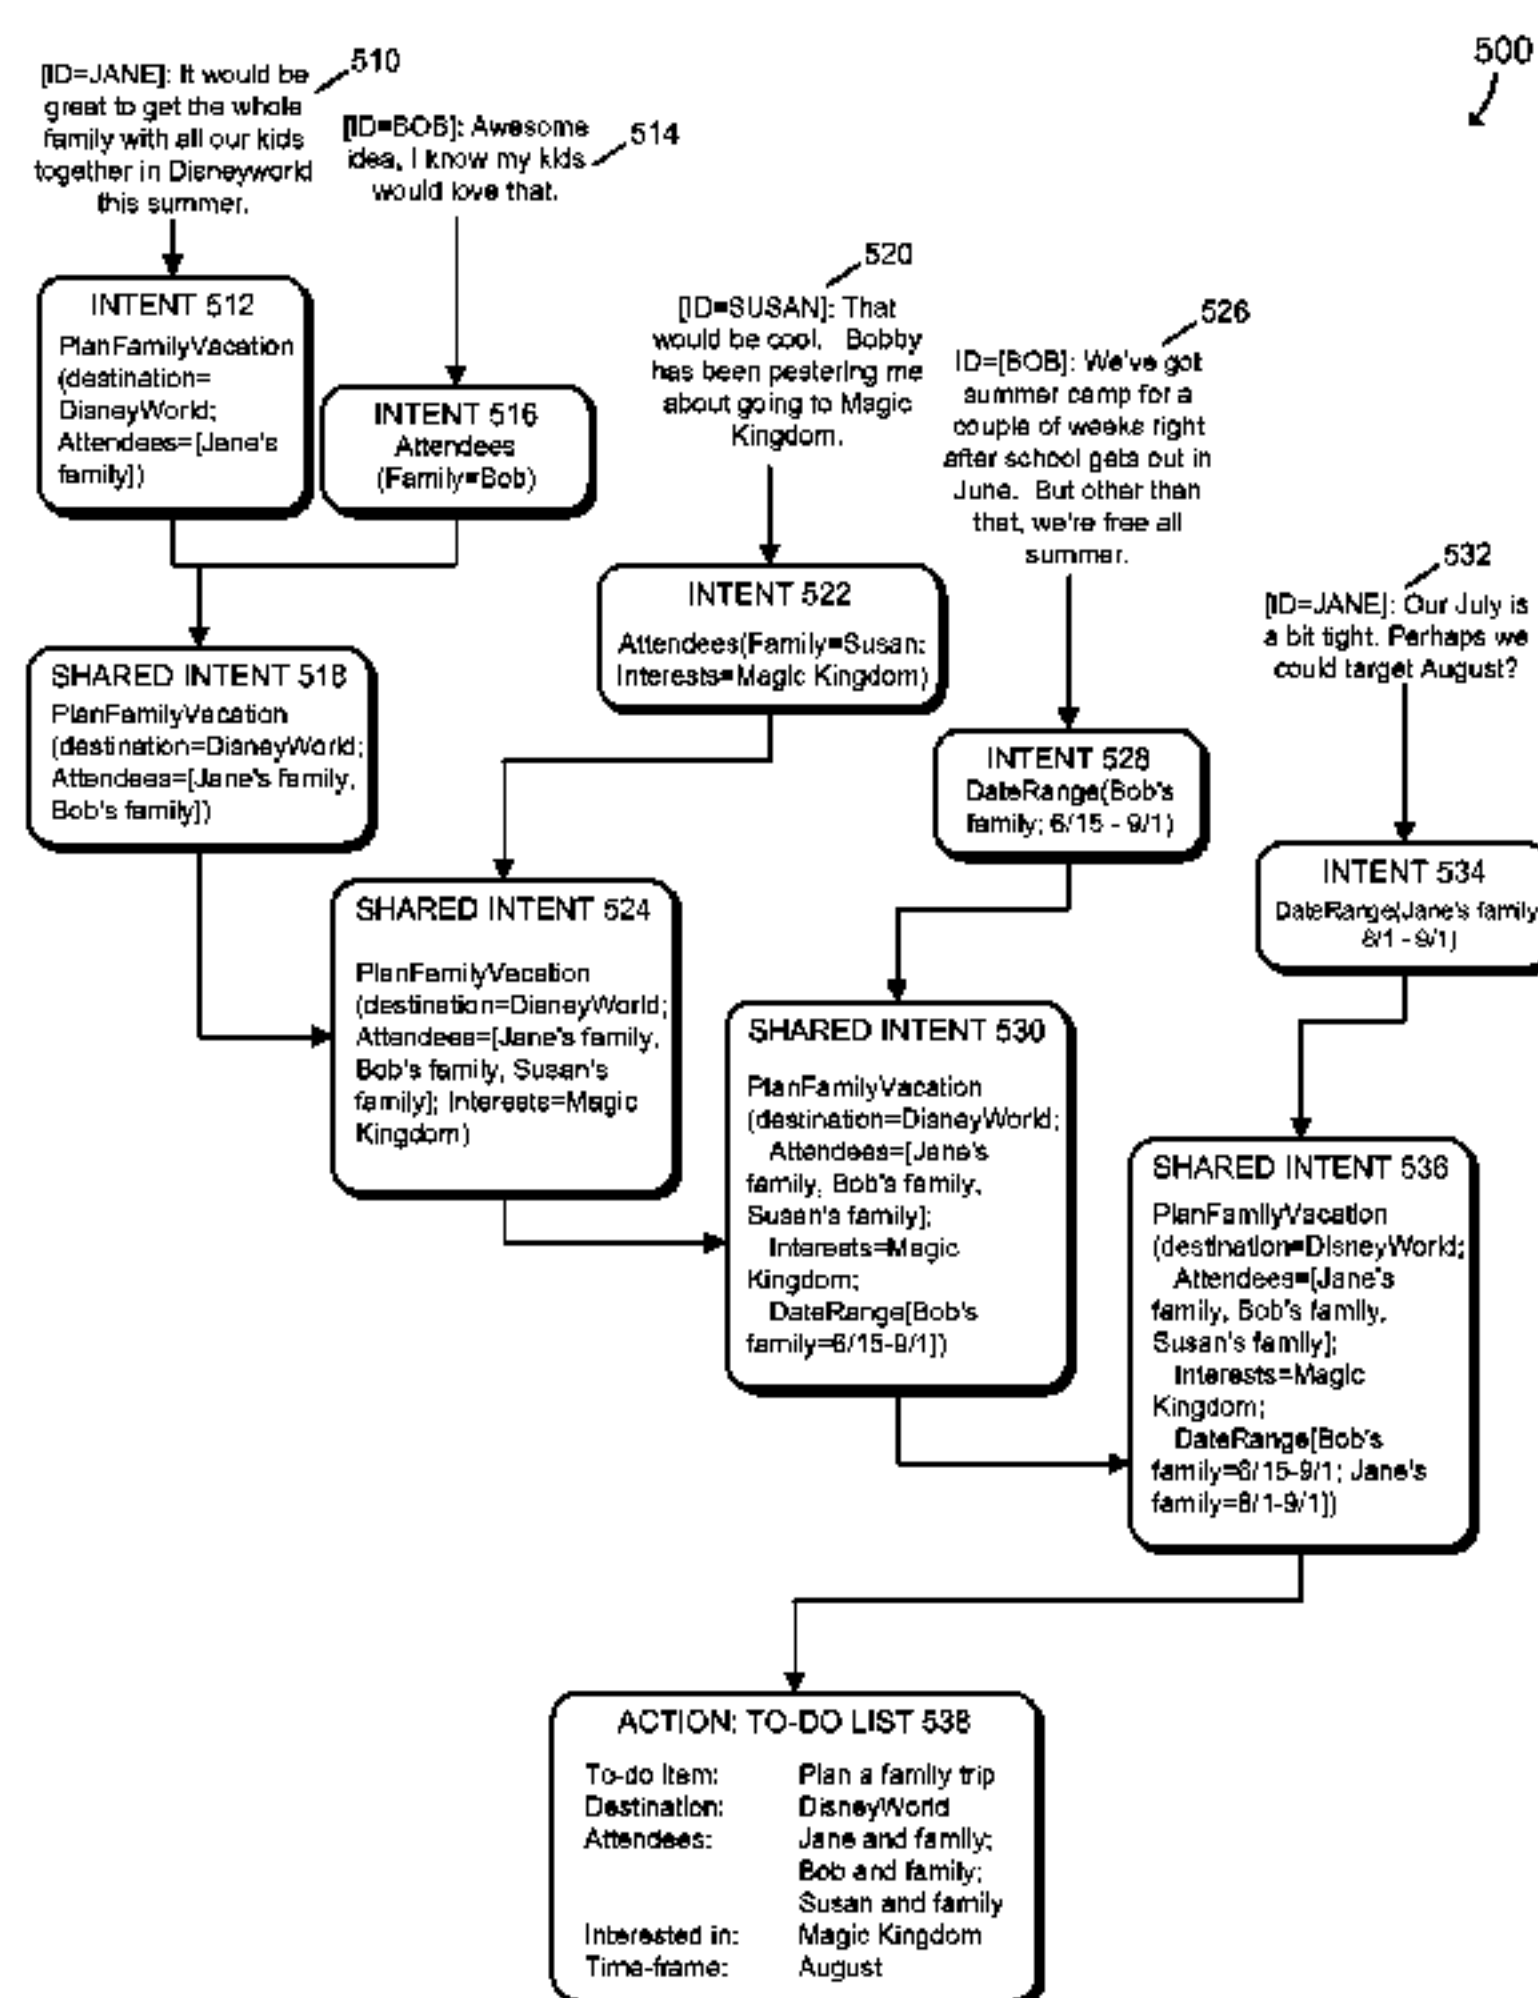 500
510
[ID=JANE]: It would be
great to get the whole
family with all our kids
together in Disneyworld
this summer.
514
[ID=BOB]: Awesome
idea, I know my kids
would love that.
INTENT 512
PlanFamilyVacation
(destination=
DisneyWorld;
Attendees=[Jane's
family])
INTENT 516
Attendees
(Family=Bob)
520
[ID=SUSAN]: That
would be cool. Bobby
has been pestering me
about going to Magic
Kingdom.
526
ID=[BOB]: We've got
summer camp for a
couple of weeks right
after school gets out in
June. But other than
that, we're free all
summer.
532
[ID=JANE]: Our July is
a bit tight. Perhaps we
could target August?
SHARED INTENT 518
PlanFamilyVacation
(destination=DisneyWorld;
Attendees=[Jane's family,
Bob's family])
INTENT 522
Attendees(Family=Susan;
Interests=Magic Kingdom)
INTENT 528
DateRange(Bob's
family; 6/15 - 9/1)
INTENT 534
DateRange(Jane's family
8/1 - 9/1)
SHARED INTENT 524
PlanFamilyVacation
(destination=DisneyWorld;
Attendees=[Jane's family,
Bob's family, Susan's
family]; Interests=Magic
Kingdom)
SHARED INTENT 530
PlanFamilyVacation
(destination=DisneyWorld;
Attendees=[Jane's
family, Bob's family,
Susan's family];
Interests=Magic
Kingdom;
DateRange[Bob's
family=6/15-9/1])
SHARED INTENT 536
PlanFamilyVacation
(destination=DisneyWorld;
Attendees=[Jane's
family, Bob's family,
Susan's family];
Interests=Magic
Kingdom;
DateRange[Bob's
family=6/15-9/1; Jane's
family=8/1-9/1])
ACTION: TO-DO LIST 538
To-do item: Plan a family trip
Destination: DisneyWorld
Attendees: Jane and family;
Bob and family;
Susan and family
Interested in: Magic Kingdom
Time-frame: August